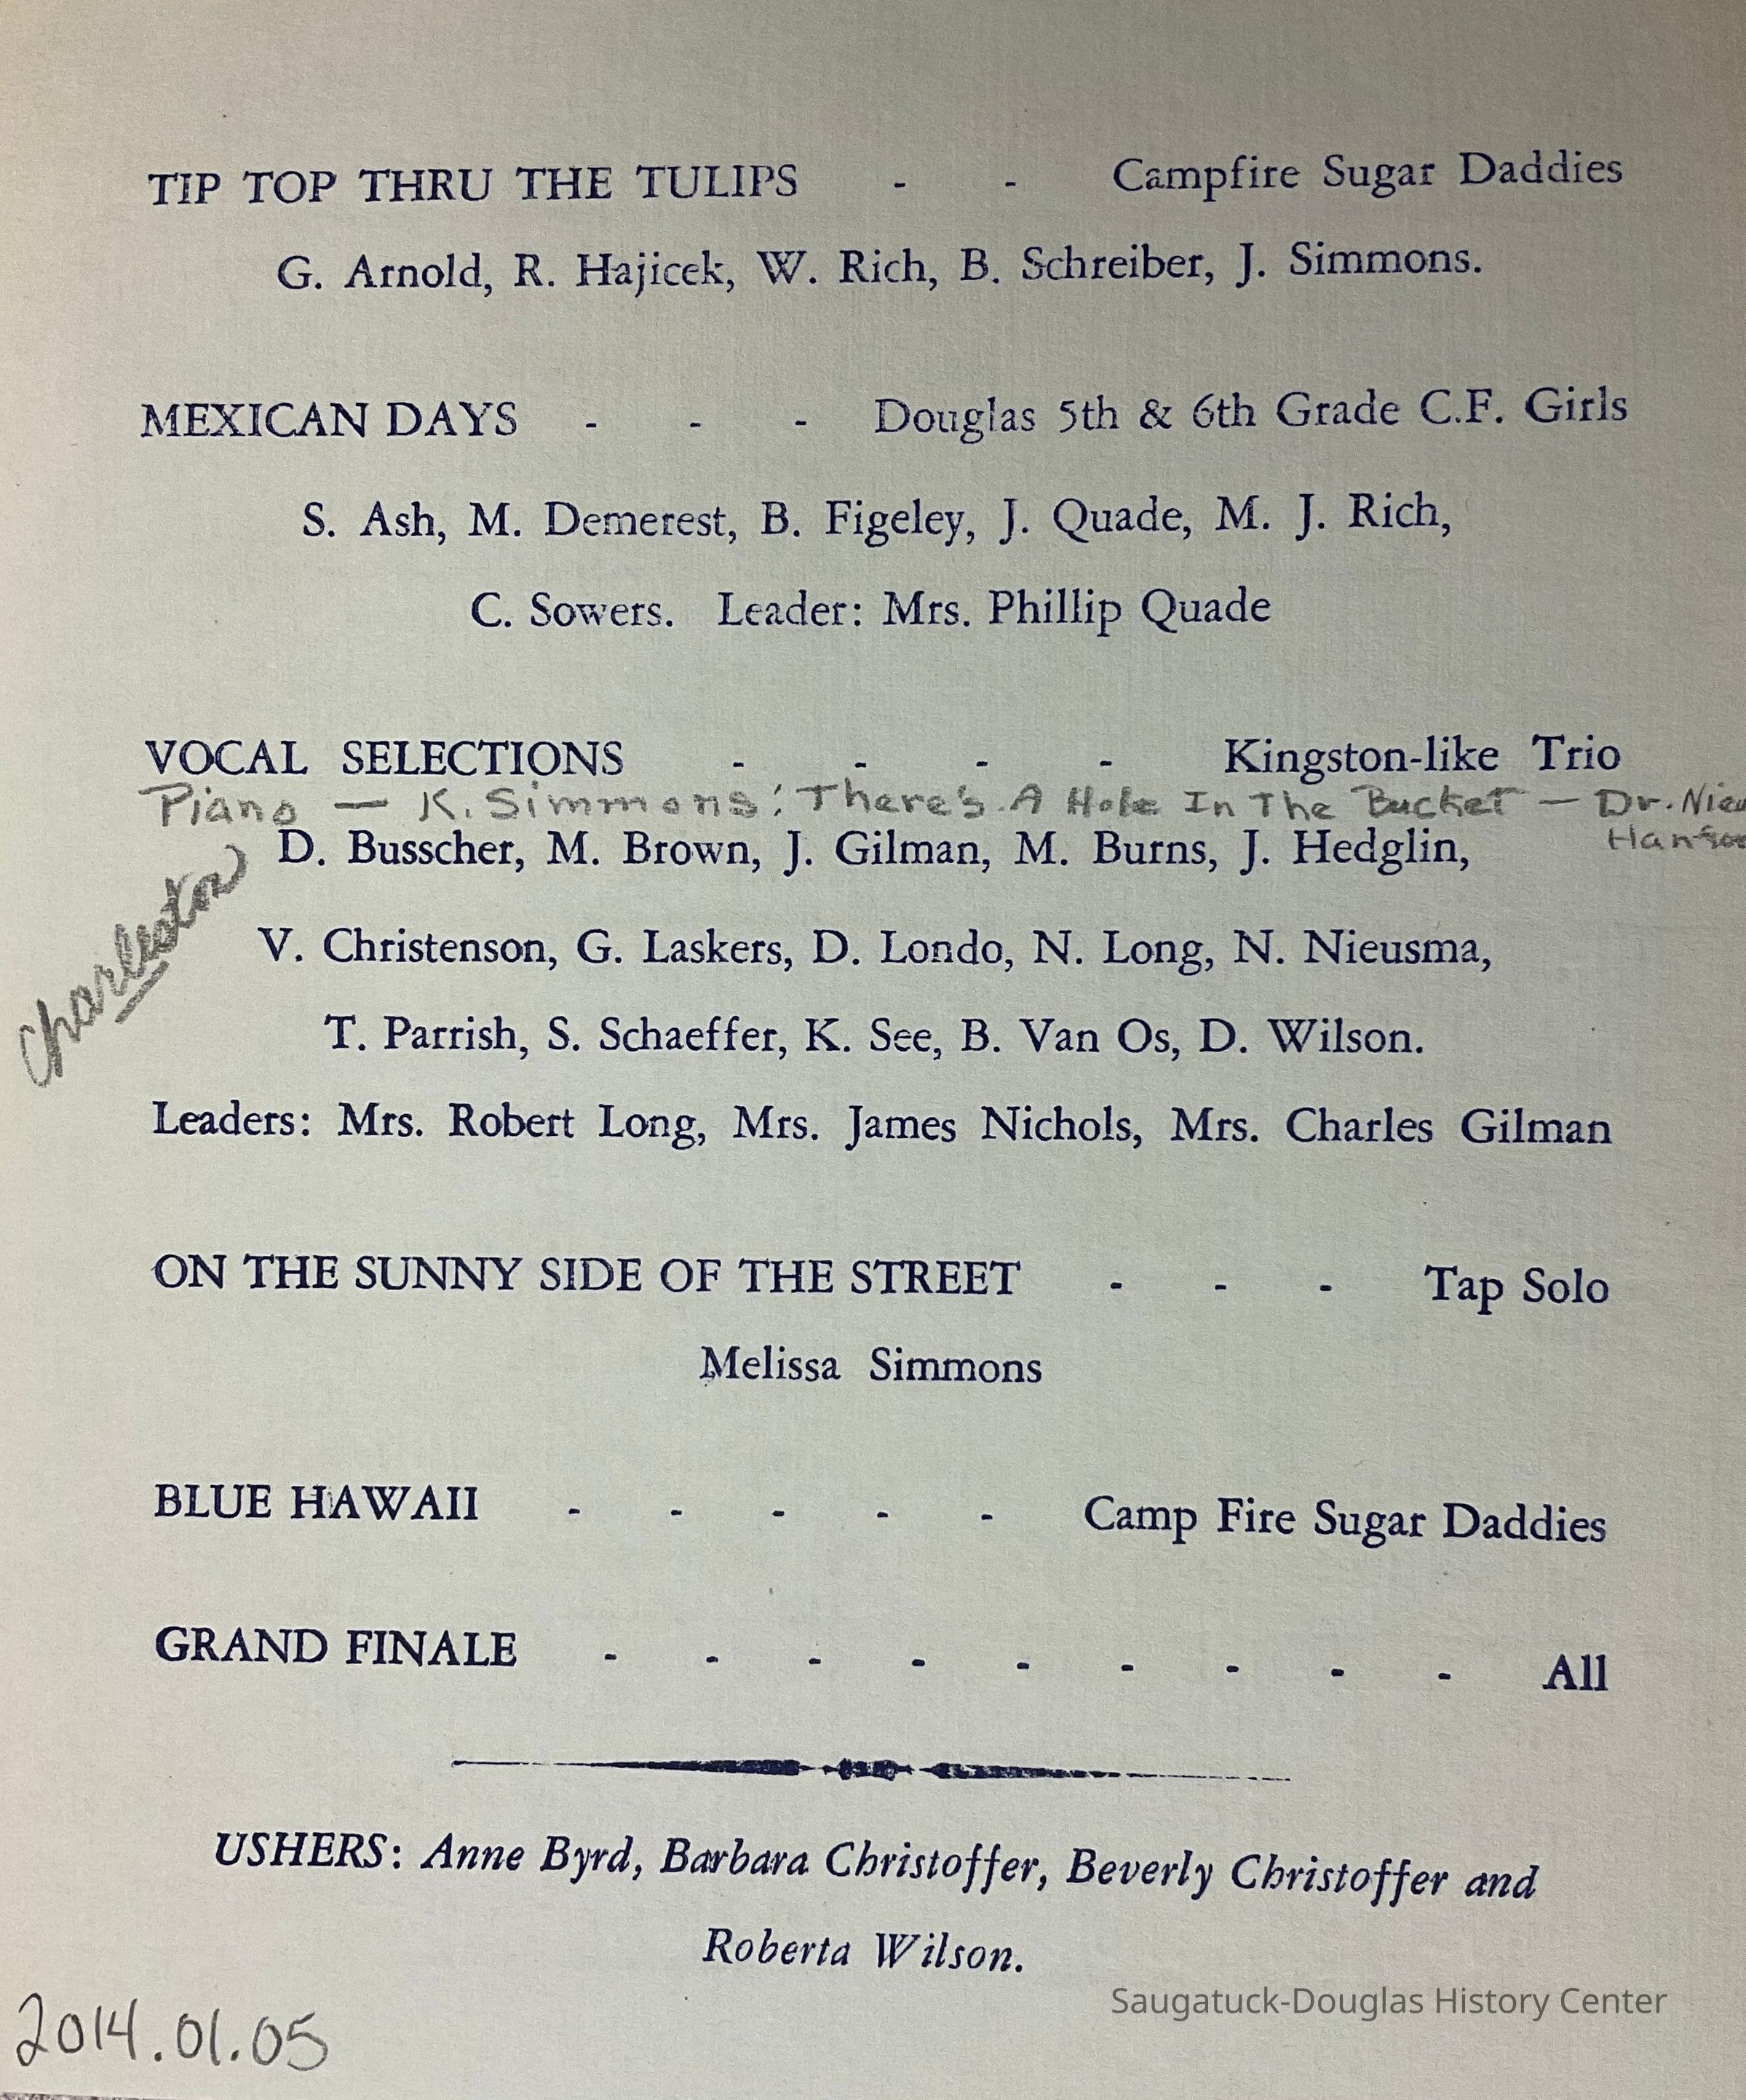 TIP TOP THRU THE TULIPS - - Campfire Sugar Daddies
G. Arnold, R. Hajicek, W. Rich, B. Schreiber, J. Simmons.
MEXICAN DAYS - - - Douglas 5th & 6th Grade C.F. Girls
S. Ash, M. Demerest, B. Figeley, J. Quade, M. J. Rich,
C. Sowers. Leader: Mrs. Phillip Quade
VOCAL SELECTIONS - - - - Kingston-like Trio
Piano — K. Simmons; There's A Hole In The Bucket — Dr.
D. Busscher, M. Brown, J. Gilman, M. Burns, J. Hedglin,
Charleston
V. Christenson, G. Laskers, D. Londo, N. Long, N. Nieusma,
T. Parrish, S. Schaeffer, K. See, B. Van Os, D. Wilson.
Leaders: Mrs. Robert Long, Mrs. James Nichols, Mrs. Charles Gilman
ON THE SUNNY SIDE OF THE STREET - - - Tap Solo
Melissa Simmons
BLUE HAWAII - - - - - Camp Fire Sugar Daddies
GRAND FINALE - - - - - - - - - All
USHERS: Anne Byrd, Barbara Christoffer, Beverly Christoffer and
Roberta Wilson.
Saugatuck-Douglas History Center
2014.01.05